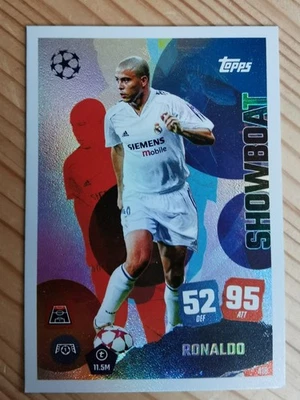 topps
SHOWBOAT
SIEMENS
mobile
52
DEF
95
ATT
11.5M
RONALDO